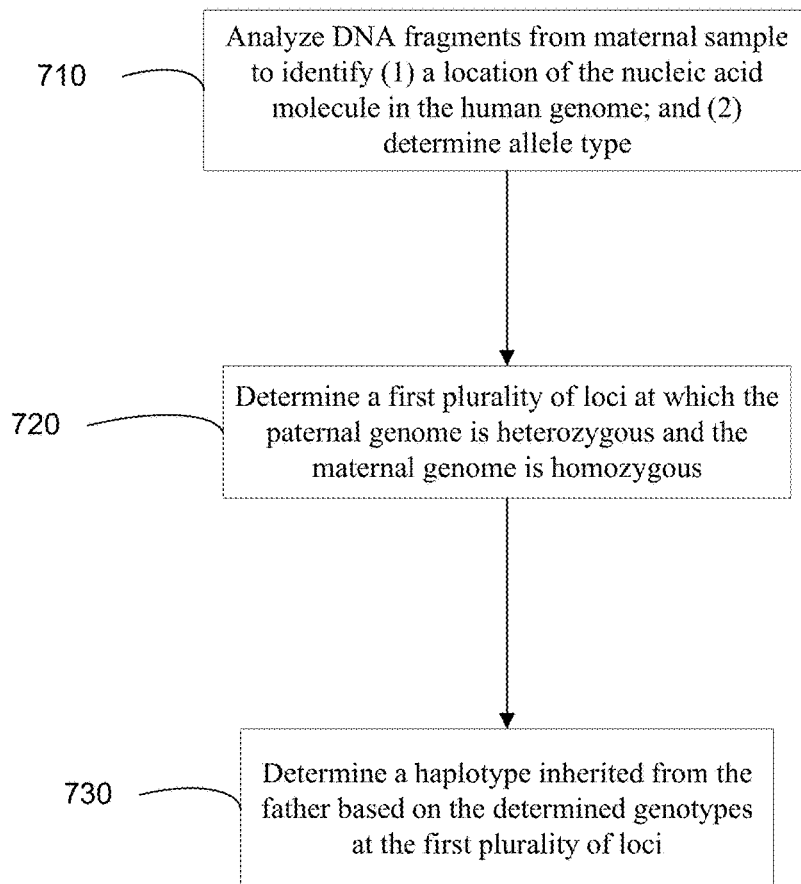 710
Analyze DNA fragments from maternal sample
to identify (1) a location of the nucleic acid
molecule in the human genome; and (2)
determine allele type
720
Determine a first plurality of loci at which the
paternal genome is heterozygous and the
maternal genome is homozygous
730
Determine a haplotype inherited from the
father based on the determined genotypes
at the first plurality of loci